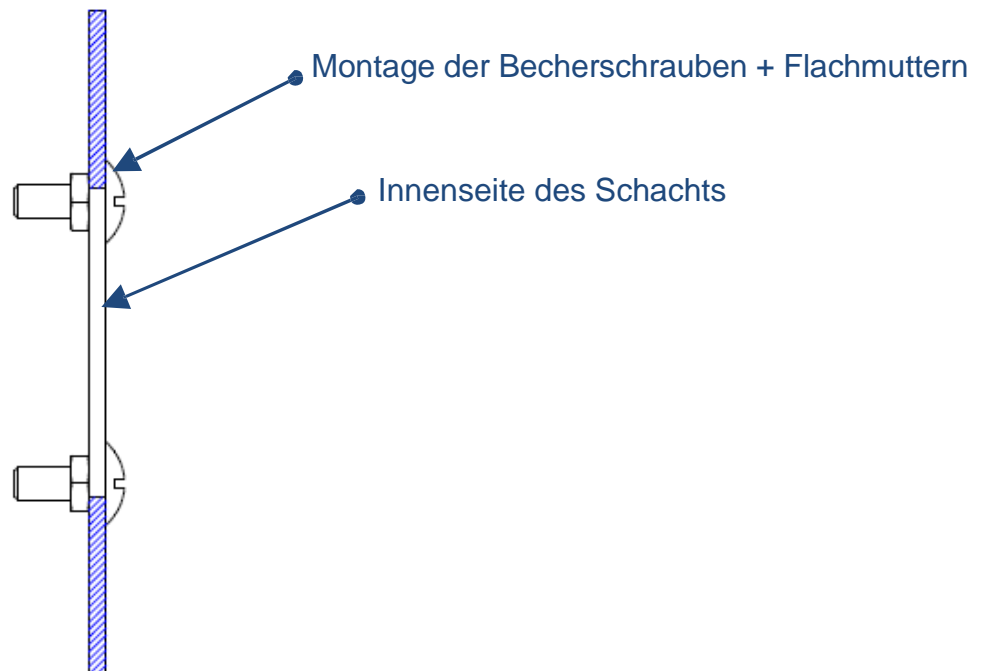 Montage der Becherschrauben + Flachmuttern
Innenseite des Schachts